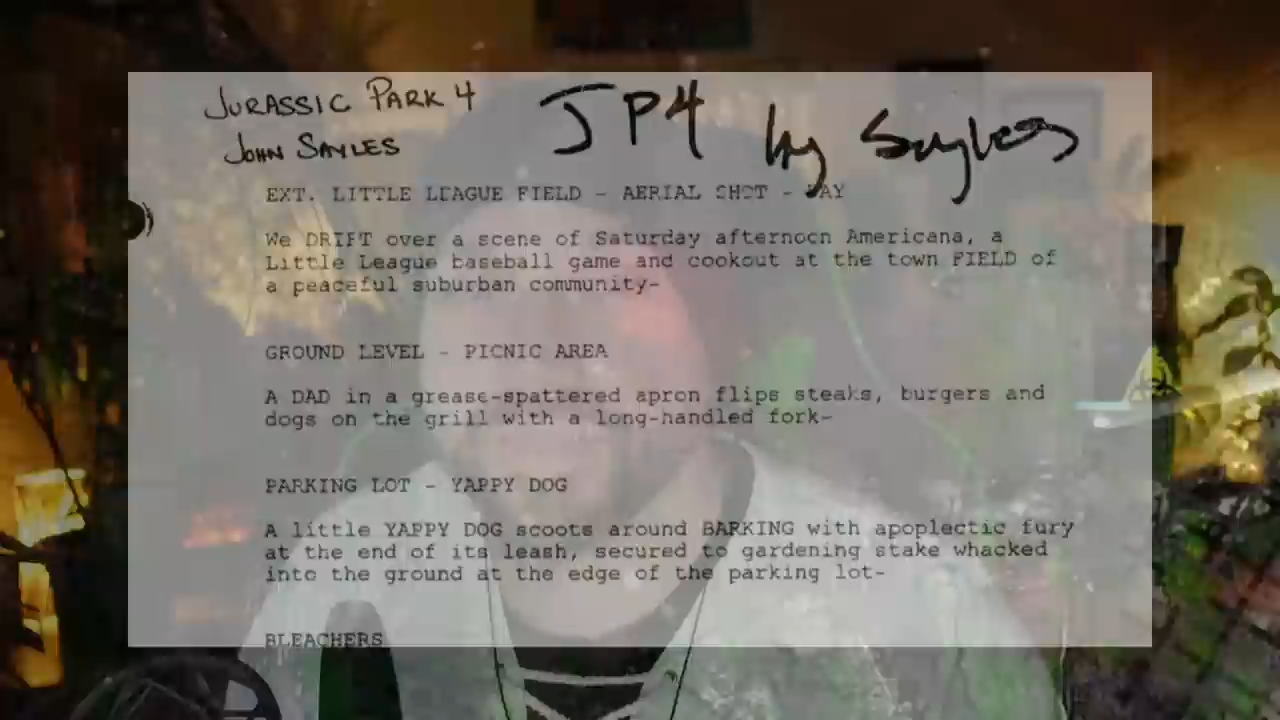 JURASSIC PARK 4
JOHN SAYLES
JP4 by Sayles
EXT. LITTLE LEAGUE FIELD - AERIAL SHOT - DAY
We DRIFT over a scene of Saturday afternoon Americana, a
Little League baseball game and cookout at the town FIELD of
a peaceful suburban community-
GROUND LEVEL - PICNIC AREA
A DAD in a grease-spattered apron flips steaks, burgers and
dogs on the grill with a long-handled fork-
PARKING LOT - YAPPY DOG
A little YAPPY DOG scoots around BARKING with apoplectic fury
at the end of its leash, secured to gardening stake whacked
into the ground at the edge of the parking lot-
BLEACHERS